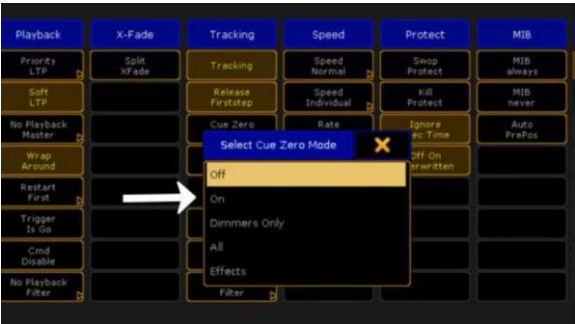 Playback X-Fade Tracking Speed Protect MIB
Priority LTP
Split XFade
Tracking
Speed Normal
Swop Protect
MIB always
Soft LTP
Release Firststep
Speed Individual
Kill Protect
MIB never
No Playback Master
Cue Zero
Rate
Ignore
Time
Auto PrePos
Wrap Around
Off On
Restart First
Trigger Is Go
Cmd Disable
No Playback Filter
Filter
Select Cue Zero Mode
Off
On
Dimmers Only
All
Effects